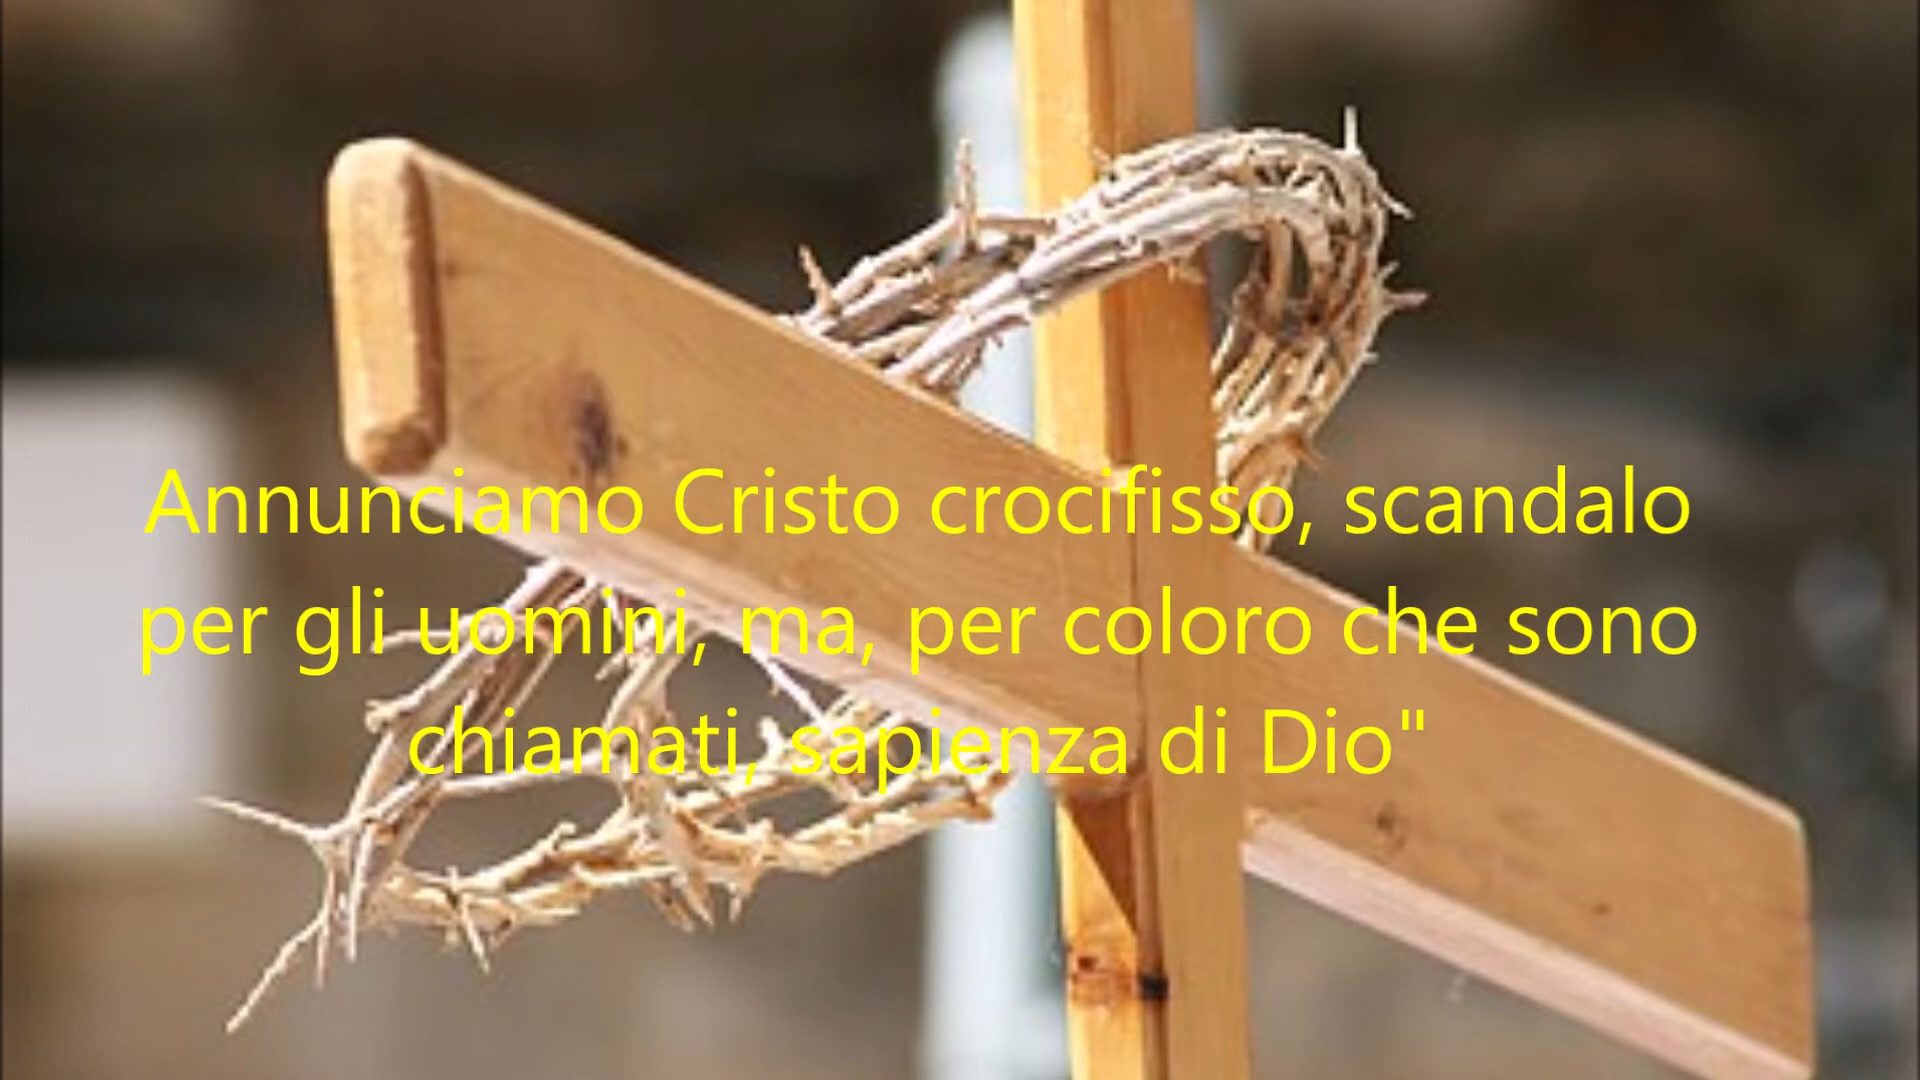 Annunciamo Cristo crocifisso, scandalo
per gli uomini, ma, per coloro che sono
chiamati, sapienza di Dio"